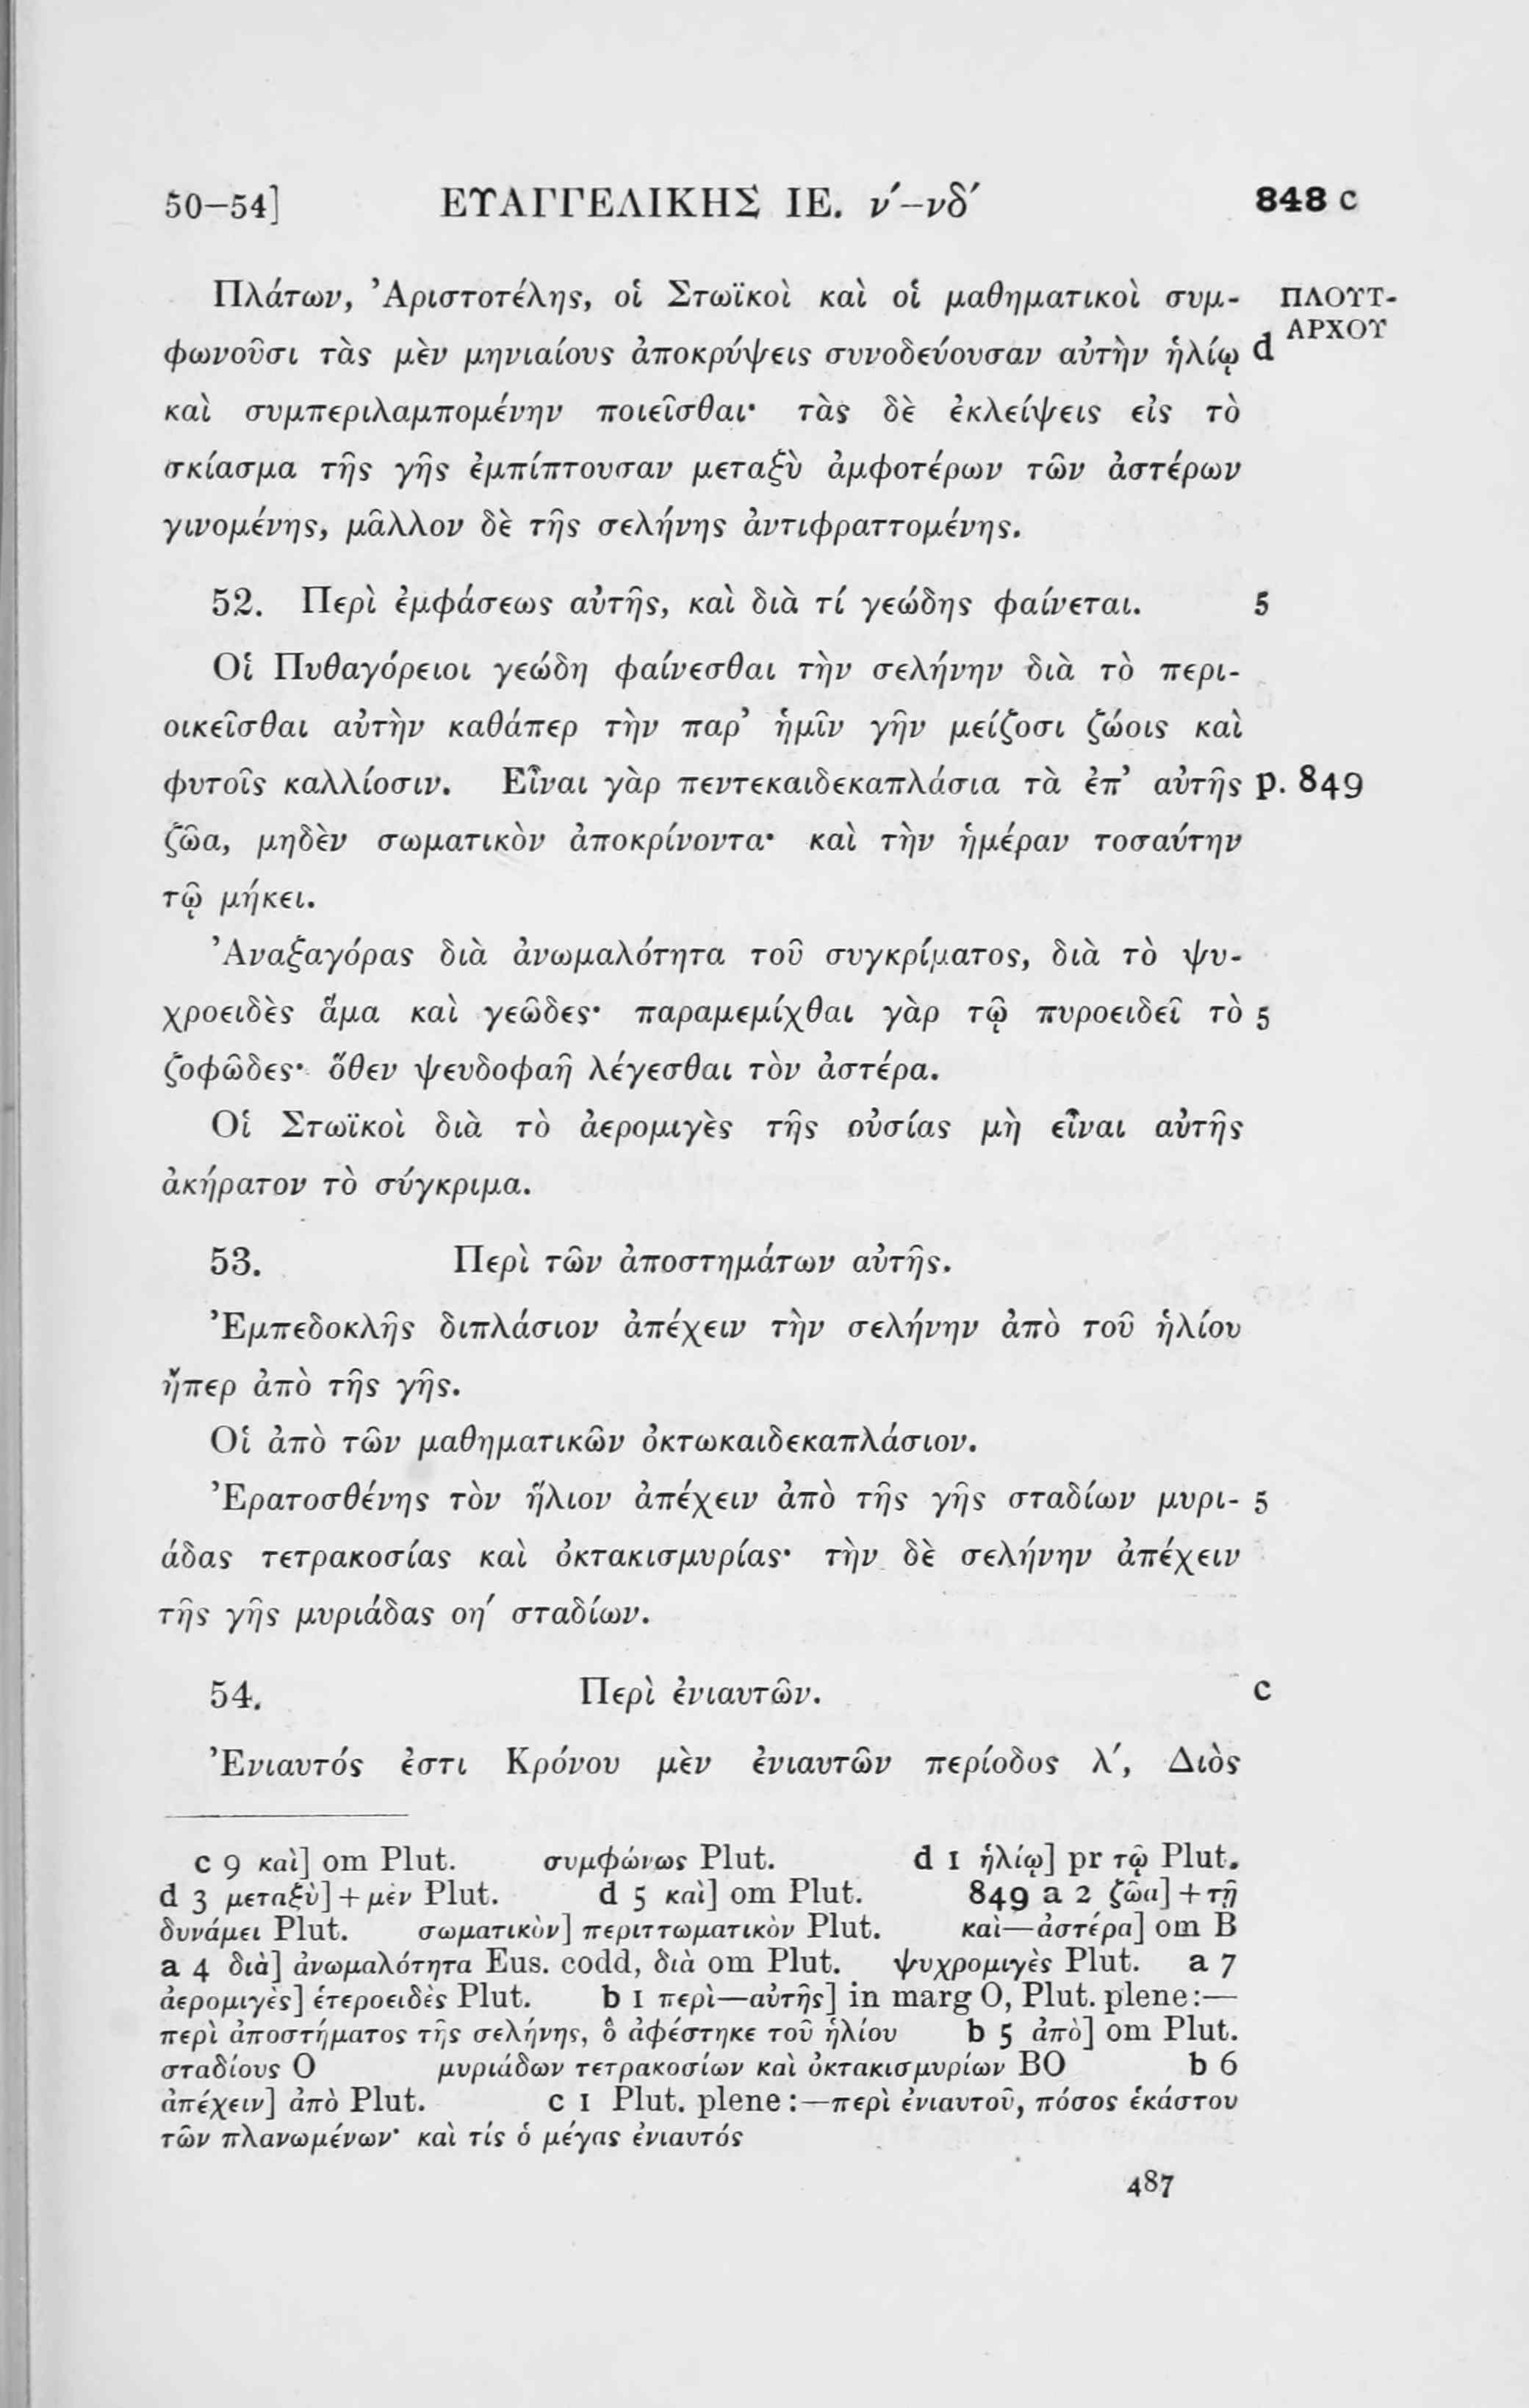 50–54] ΕΥΑΓΓΕΛΙΚΗΣ ΙΕ. ν′–νδ′ 848 c
Πλάτων, Ἀριστοτέλης, οἱ Στωϊκοὶ καὶ οἱ μαθηματικοὶ συμ- ΠΛΟΥΤ-
φωνοῦσι τὰς μὲν μηνιαίους ἀποκρύψεις συνοδεύουσαν αὐτὴν ἡλίῳ d ΑΡΧΟΥ
καὶ συμπεριλαμπομένην ποιεῖσθαι· τὰς δὲ ἐκλείψεις εἰς τὸ
σκίασμα τῆς γῆς ἐμπίπτουσαν μεταξὺ ἀμφοτέρων τῶν ἀστέρων
γινομένης, μᾶλλον δὲ τῆς σελήνης ἀντιφραττομένης.
52. Περὶ ἐμφάσεως αὐτῆς, καὶ διὰ τί γεώδης φαίνεται. 5
Οἱ Πυθαγόρειοι γεώδη φαίνεσθαι τὴν σελήνην διὰ τὸ περι-
οικεῖσθαι αὐτὴν καθάπερ τὴν παρ’ ἡμῖν γῆν μείζοσι ζώοις καὶ
φυτοῖς καλλίοσιν. Εἶναι γὰρ πεντεκαιδεκαπλάσια τὰ ἐπ’ αὐτῆς p. 849
ζῶα, μηδὲν σωματικὸν ἀποκρίνοντα· καὶ τὴν ἡμέραν τοσαύτην
τῷ μήκει.
Ἀναξαγόρας διὰ ἀνωμαλότητα τοῦ συγκρίματος, διὰ τὸ ψυ-
χροειδὲς ἅμα καὶ γεῶδες· παραμεμίχθαι γὰρ τῷ πυροειδεῖ τὸ 5
ζοφῶδες· ὅθεν ψευδοφαῆ λέγεσθαι τὸν ἀστέρα.
Οἱ Στωϊκοὶ διὰ τὸ ἀερομιγὲς τῆς οὐσίας μὴ εἶναι αὐτῆς
ἀκήρατον τὸ σύγκριμα.
53. Περὶ τῶν ἀποστημάτων αὐτῆς.
Ἐμπεδοκλῆς διπλάσιον ἀπέχειν τὴν σελήνην ἀπὸ τοῦ ἡλίου
ἤπερ ἀπὸ τῆς γῆς.
Οἱ ἀπὸ τῶν μαθηματικῶν ὀκτωκαιδεκαπλάσιον.
Ἐρατοσθένης τὸν ἥλιον ἀπέχειν ἀπὸ τῆς γῆς σταδίων μυρι- 5
άδας τετρακοσίας καὶ ὀκτακισμυρίας· τὴν δὲ σελήνην ἀπέχειν
τῆς γῆς μυριάδας οη′ σταδίων.
54. Περὶ ἐνιαυτῶν. c
Ἐνιαυτός ἐστι Κρόνου μὲν ἐνιαυτῶν περίοδος λ′, Διὸς
c 9 καὶ] om Plut. συμφώνως Plut. d 1 ἡλίῳ] pr τῷ Plut.
d 3 μεταξὺ] + μὲν Plut. d 5 καὶ] om Plut. 849 a 2 ζῶα] + τῇ
δυνάμει Plut. σωματικὸν] περιττωματικὸν Plut. καὶ—ἀστέρα] om B
a 4 διὰ] ἀνωμαλότητα Eus. codd, διὰ om Plut. ψυχρομιγὲς Plut. a 7
ἀερομιγὲς] ἑτεροειδὲς Plut. b 1 περὶ—αὐτῆς] in marg O, Plut. plene:—
περὶ ἀποστήματος τῆς σελήνης, ὃ ἀφέστηκε τοῦ ἡλίου b 5 ἀπὸ] om Plut.
σταδίους O μυριάδων τετρακοσίων καὶ ὀκτακισμυρίων BO b 6
ἀπέχειν] ἀπὸ Plut. c 1 Plut. plene:—περὶ ἐνιαυτοῦ, πόσος ἑκάστου
τῶν πλανωμένων· καὶ τίς ὁ μέγας ἐνιαυτός
487